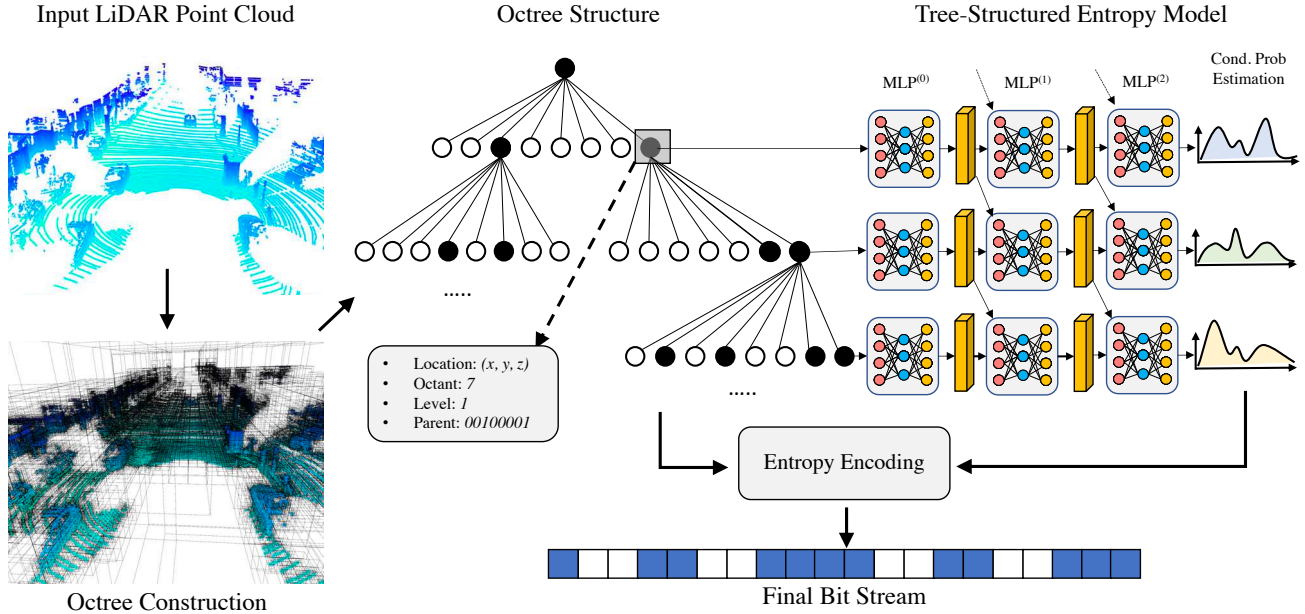 Input LiDAR Point Cloud
Octree Structure
Tree-Structured Entropy Model
MLP(0)
MLP(1)
MLP(2)
Cond. Prob
Estimation
.....
.....
• Location: (x, y, z)
• Octant: 7
• Level: 1
• Parent: 00100001
Entropy Encoding
Octree Construction
Final Bit Stream